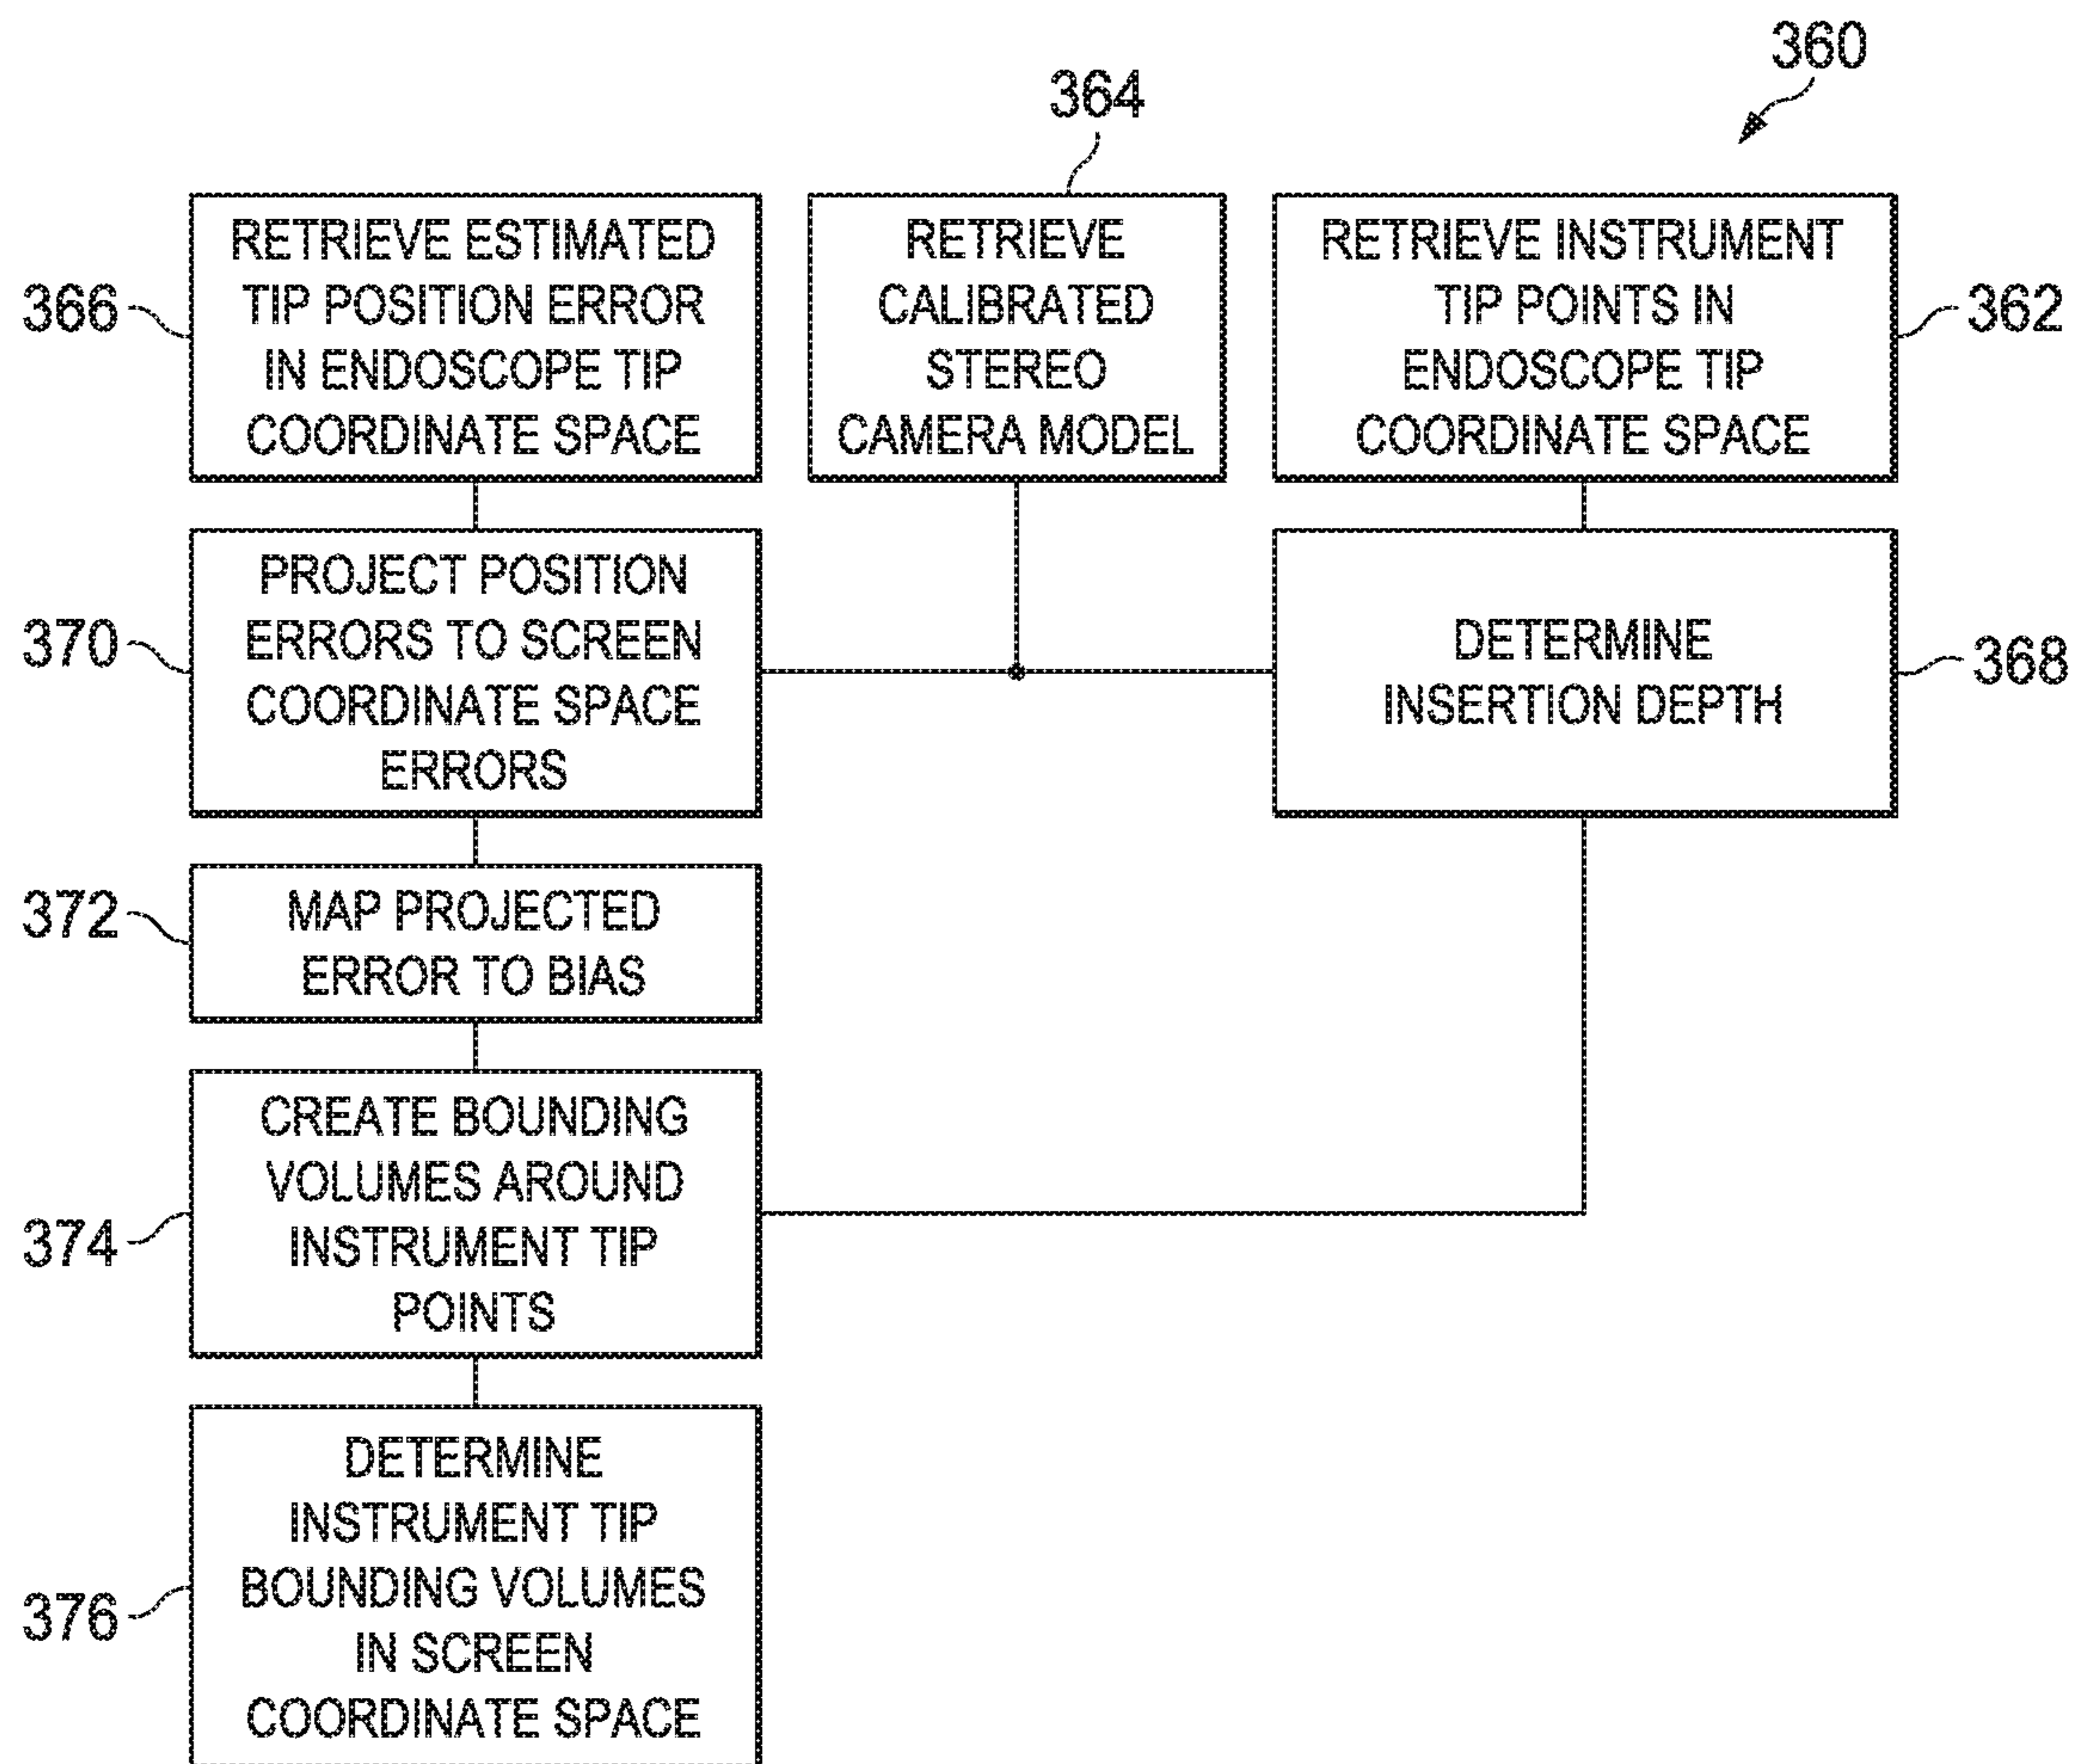 360
364
366
RETRIEVE ESTIMATED
TIP POSITION ERROR
IN ENDOSCOPE TIP
COORDINATE SPACE
RETRIEVE
CALIBRATED
STEREO
CAMERA MODEL
RETRIEVE INSTRUMENT
TIP POINTS IN
ENDOSCOPE TIP
COORDINATE SPACE
362
370
PROJECT POSITION
ERRORS TO SCREEN
COORDINATE SPACE
ERRORS
DETERMINE
INSERTION DEPTH
368
372
MAP PROJECTED
ERROR TO BIAS
374
CREATE BOUNDING
VOLUMES AROUND
INSTRUMENT TIP
POINTS
376
DETERMINE
INSTRUMENT TIP
BOUNDING VOLUMES
IN SCREEN
COORDINATE SPACE